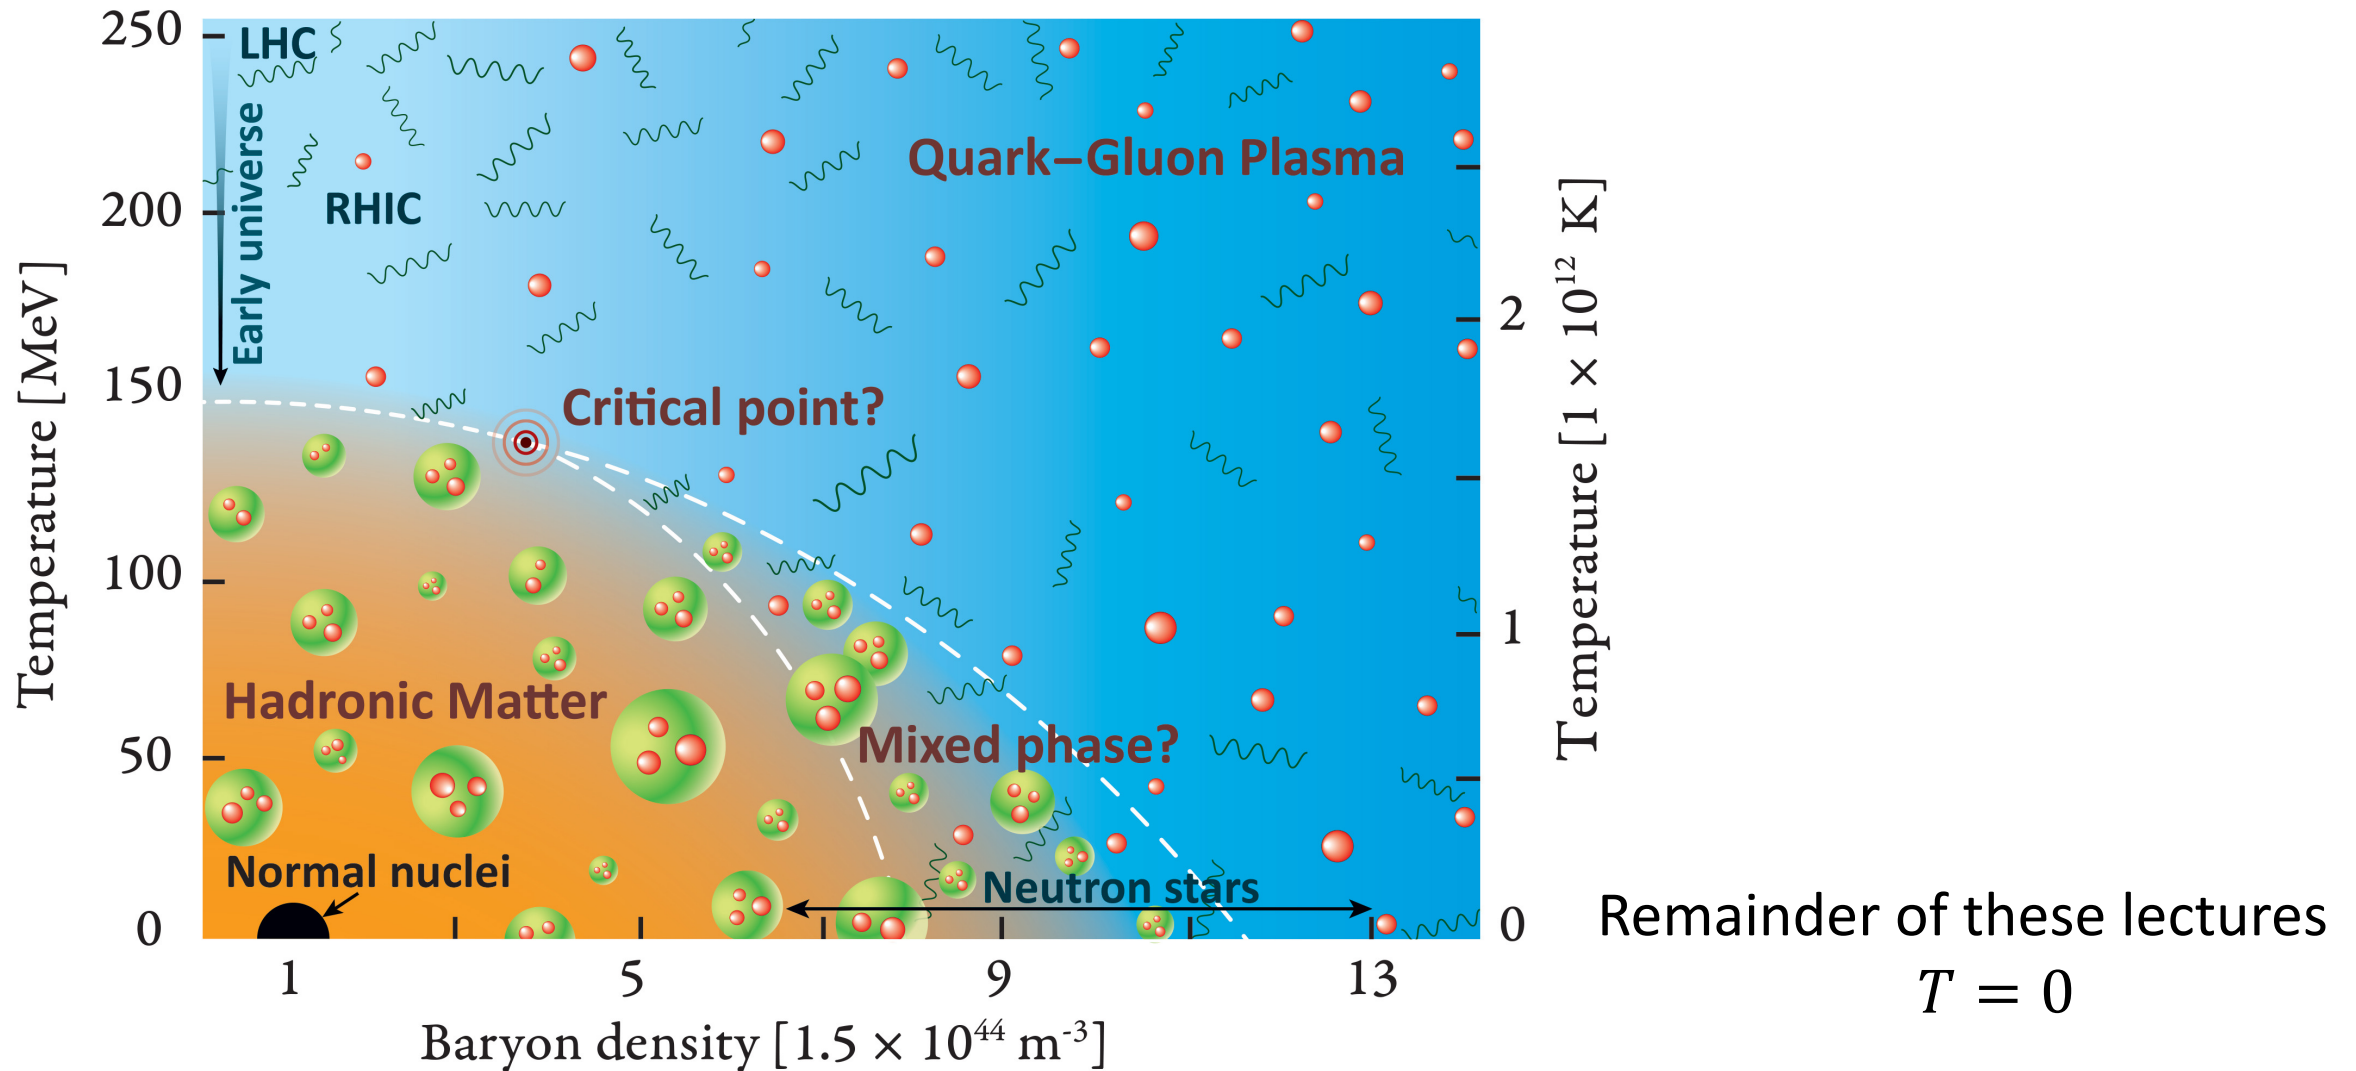 250
200
150
100
50
0
Temperature [MeV]
LHC
Early universe
RHIC
Quark–Gluon Plasma
Critical point?
Hadronic Matter
Mixed phase?
Normal nuclei
Neutron stars
2
1
0
Temperature [1 × 10¹² K]
1
5
9
13
Baryon density [1.5 × 10⁴⁴ m⁻³]
Remainder of these lectures
T = 0